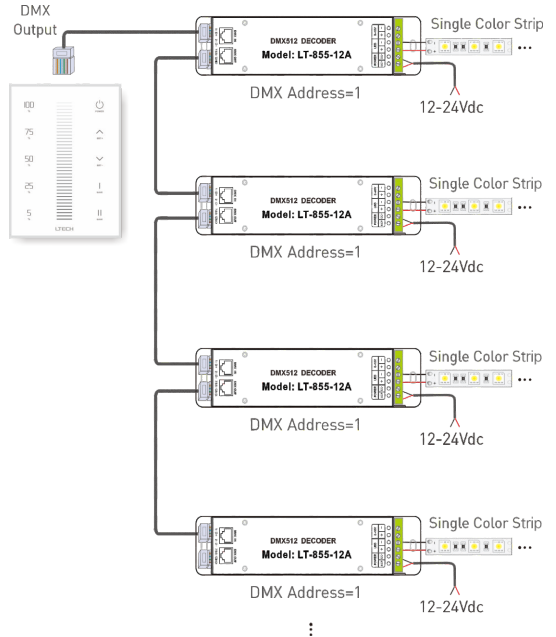 DMX
Output
100
75
50
25
5
I
II
LTECH
DMX512 DECODER
Model: LT-855-12A
Single Color Strip
12-24Vdc
DMX Address=1
DMX512 DECODER
Model: LT-855-12A
Single Color Strip
12-24Vdc
DMX Address=1
DMX512 DECODER
Model: LT-855-12A
Single Color Strip
12-24Vdc
DMX Address=1
DMX512 DECODER
Model: LT-855-12A
Single Color Strip
12-24Vdc
DMX Address=1